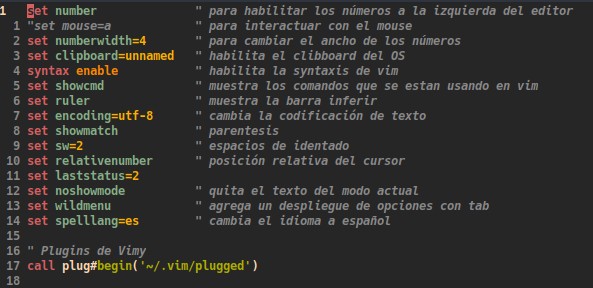 1 set number " para habilitar los números a la izquierda del editor
1 "set mouse=a " para interactuar con el mouse
2 set numberwidth=4 " para cambiar el ancho de los números
3 set clipboard=unnamed " habilita el clibboard del OS
4 syntax enable " habilita la syntaxis de vim
5 set showcmd " muestra los comandos que se estan usando en vim
6 set ruler " muestra la barra inferir
7 set encoding=utf-8 " cambia la codificación de texto
8 set showmatch " parentesis
9 set sw=2 " espacios de identado
10 set relativenumber " posición relativa del cursor
11 set laststatus=2
12 set noshowmode " quita el texto del modo actual
13 set wildmenu " agrega un despliegue de opciones con tab
14 set spelllang=es " cambia el idioma a español
15
16 " Plugins de Vimy
17 call plug#begin('~/.vim/plugged')
18